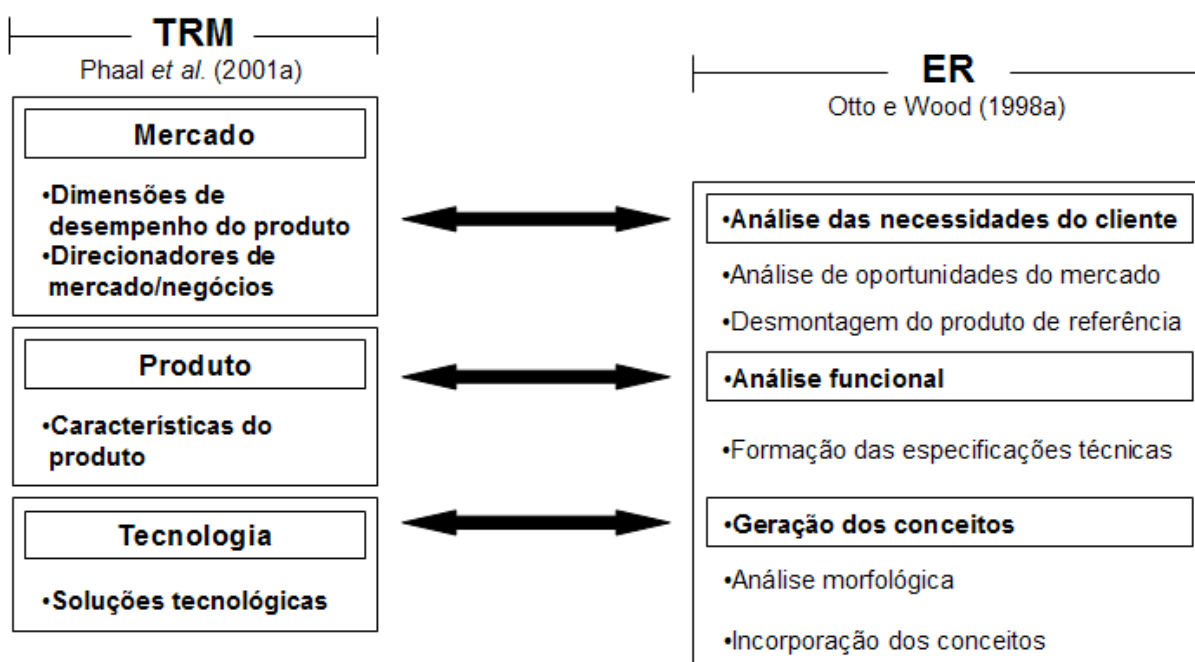 TRM
Phaal et al. (2001a)
Mercado
•Dimensões de
desempenho do produto
•Direcionadores de
mercado/negócios
Produto
•Características do
produto
Tecnologia
•Soluções tecnológicas
ER
Otto e Wood (1998a)
•Análise das necessidades do cliente
•Análise de oportunidades do mercado
•Desmontagem do produto de referência
•Análise funcional
•Formação das especificações técnicas
•Geração dos conceitos
•Análise morfológica
•Incorporação dos conceitos